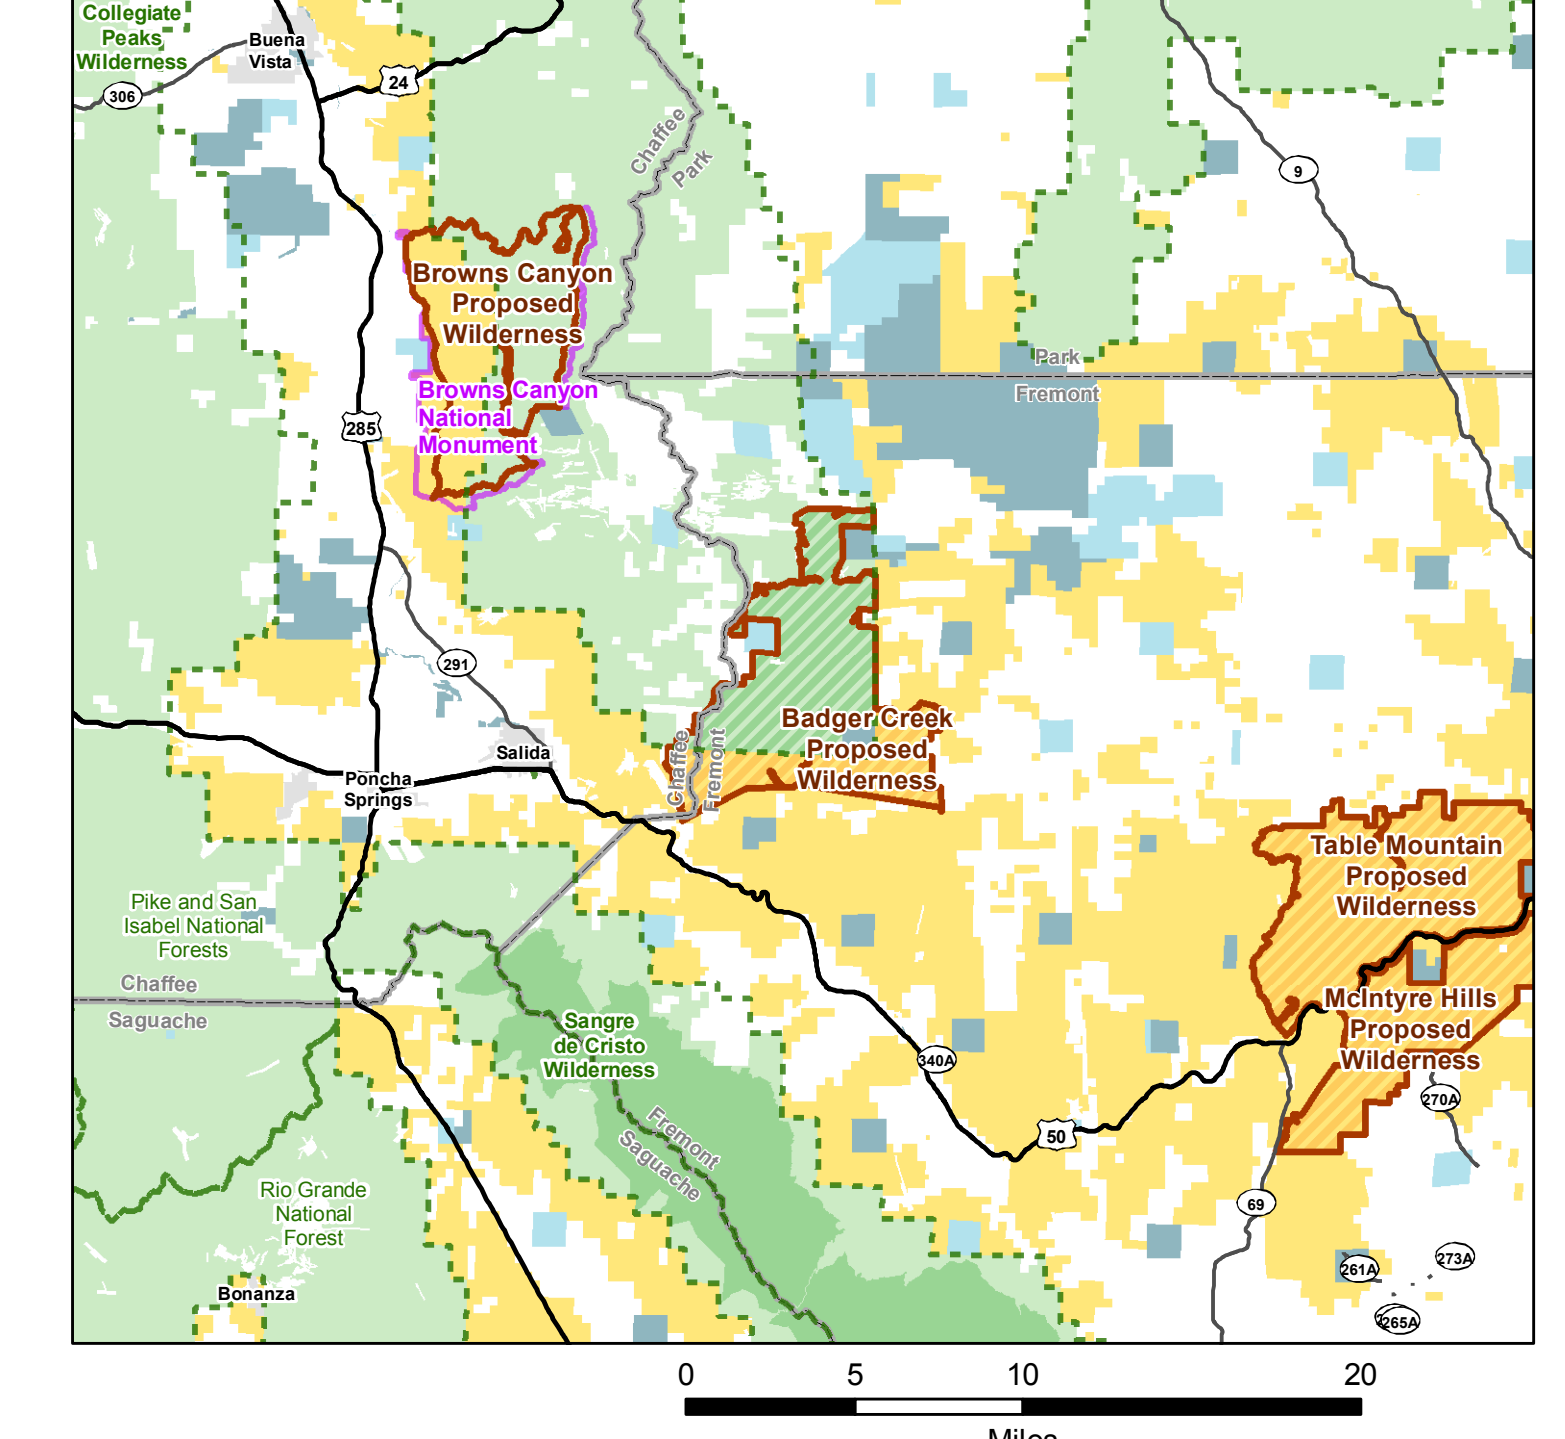 Collegiate
Peaks
Wilderness
Buena
Vista
306
24
Chaffee
Park
9
Browns Canyon
Proposed
Wilderness
Browns Canyon
National
Monument
Park
Fremont
285
291
Salida
Poncha
Springs
Chaffee
Fremont
Badger Creek
Proposed
Wilderness
Table Mountain
Proposed
Wilderness
Pike and San
Isabel National
Forests
Chaffee
Saguache
McIntyre Hills
Proposed
Wilderness
Sangre
de Cristo
Wilderness
340A
270A
50
Fremont
Saguache
69
Rio Grande
National
Forest
Bonanza
261A
273A
265A
0 5 10 20
Miles